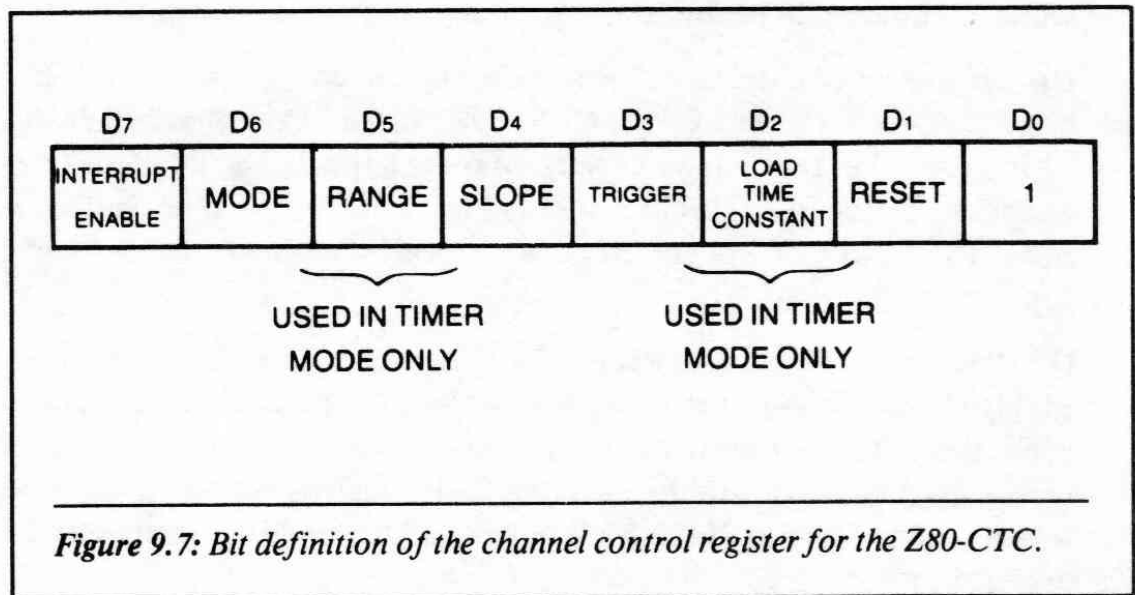 D7 D6 D5 D4 D3 D2 D1 D0
INTERRUPT ENABLE
MODE
RANGE
SLOPE
TRIGGER
LOAD TIME CONSTANT
RESET
1
USED IN TIMER
MODE ONLY
USED IN TIMER
MODE ONLY
Figure 9.7: Bit definition of the channel control register for the Z80-CTC.